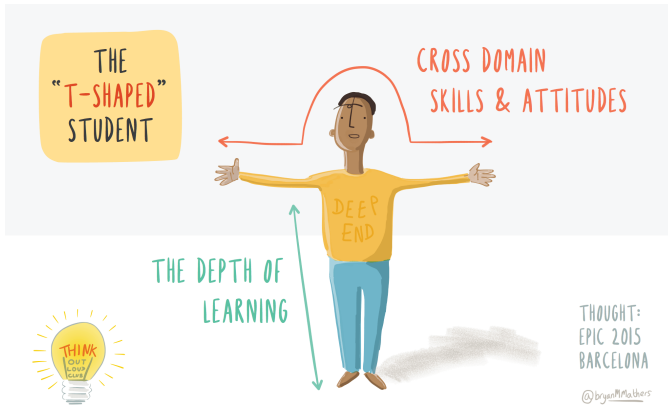 THE
"T-SHAPED"
STUDENT
CROSS DOMAIN
SKILLS & ATTITUDES
DEEP
END
THE DEPTH OF
LEARNING
THINK
OUT
LOUD
CLUB
THOUGHT:
EPIC 2015
BARCELONA
@bryanMMathers